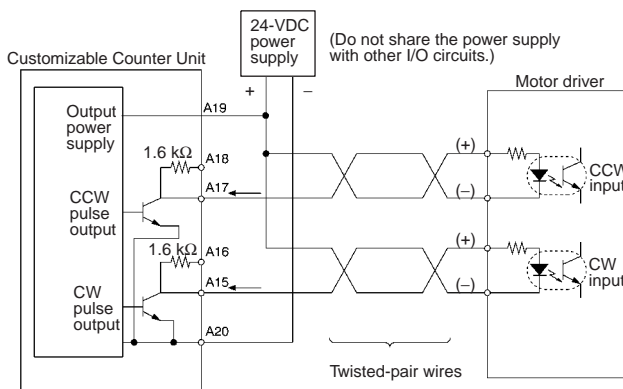 24-VDC
power
supply
(Do not share the power supply
with other I/O circuits.)
Customizable Counter Unit
Motor driver
+
−
Output
power
supply
A19
1.6 kΩ
A18
A17
CCW
pulse
output
(+)
(−)
CCW
input
1.6 kΩ
A16
A15
CW
pulse
output
(+)
(−)
CW
input
A20
Twisted-pair wires